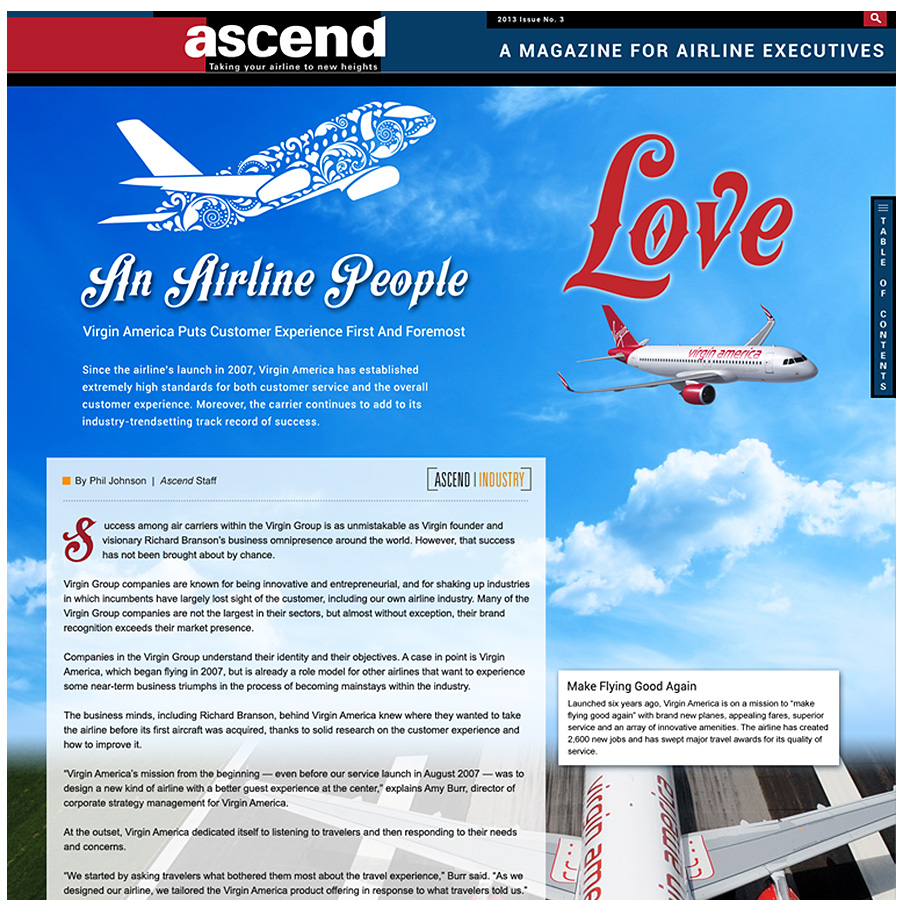 ascend
Taking your airline to new heights
2013 Issue No. 3
A MAGAZINE FOR AIRLINE EXECUTIVES
An Airline People
Love
Virgin America Puts Customer Experience First And Foremost
Since the airline's launch in 2007, Virgin America has established
extremely high standards for both customer service and the overall
customer experience. Moreover, the carrier continues to add to its
industry-trendsetting track record of success.
virgin america
Virgin
TABLE OF CONTENTS
By Phil Johnson | Ascend Staff
ASCEND | INDUSTRY
Success among air carriers within the Virgin Group is as unmistakable as Virgin founder and
visionary Richard Branson's business omnipresence around the world. However, that success
has not been brought about by chance.
Virgin Group companies are known for being innovative and entrepreneurial, and for shaking up industries
in which incumbents have largely lost sight of the customer, including our own airline industry. Many of the
Virgin Group companies are not the largest in their sectors, but almost without exception, their brand
recognition exceeds their market presence.
Companies in the Virgin Group understand their identity and their objectives. A case in point is Virgin
America, which began flying in 2007, but is already a role model for other airlines that want to experience
some near-term business triumphs in the process of becoming mainstays within the industry.
The business minds, including Richard Branson, behind Virgin America knew where they wanted to take
the airline before its first aircraft was acquired, thanks to solid research on the customer experience and
how to improve it.
“Virgin America's mission from the beginning — even before our service launch in August 2007 — was to
design a new kind of airline with a better guest experience at the center,” explains Amy Burr, director of
corporate strategy management for Virgin America.
At the outset, Virgin America dedicated itself to listening to travelers and then responding to their needs
and concerns.
“We started by asking travelers what bothered them most about the travel experience,” Burr said. “As we
designed our airline, we tailored the Virgin America product offering in response to what travelers told us.”
Make Flying Good Again
Launched six years ago, Virgin America is on a mission to “make
flying good again” with brand new planes, appealing fares, superior
service and an array of innovative amenities. The airline has created
2,600 new jobs and has swept major travel awards for its quality of
service.
virgin am
in america